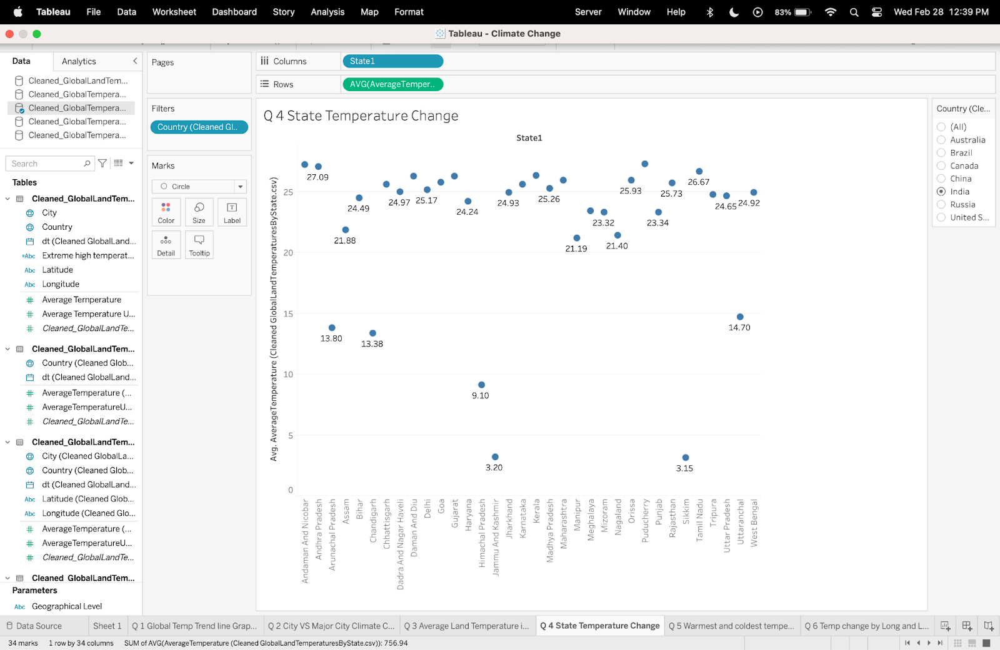 Tableau File Data Worksheet Dashboard Story Analysis Map Format Server Window Help 83% Wed Feb 28 12:39 PM
Tableau - Climate Change
Data Analytics
Cleaned_GlobalLandTem...
Cleaned_GlobalTempera...
Cleaned_GlobalTempera...
Cleaned_GlobalTempera...
Cleaned_GlobalTempera...
Search
Tables
Cleaned_GlobalLandTem...
City
Country
dt (Cleaned GlobalLand...
=Abc Extreme high temperat...
Abc Latitude
Abc Longitude
# Average Temperature
# Average Temperature U...
# Cleaned_GlobalLandTe...
Cleaned_GlobalLandTem...
Country (Cleaned Glob...
dt (Cleaned GlobalLand...
# AverageTemperature (...
# AverageTemperatureU...
# Cleaned_GlobalLandTe...
Cleaned_GlobalLandTem...
City (Cleaned GlobalLa...
Country (Cleaned Glob...
dt (Cleaned GlobalLand...
Abc Latitude (Cleaned Glob...
Abc Longitude (Cleaned Glo...
# AverageTemperature (...
# AverageTemperatureU...
# Cleaned_GlobalLandTe...
Cleaned_GlobalLandTem...
Parameters
Abc Geographical Level
Pages
Filters
Country (Cleaned Gl..
Marks
Circle
Color Size Label
Detail Tooltip
Columns State1
Rows AVG(AverageTemper..
Q 4 State Temperature Change
State1
Avg. AverageTemperature (Cleaned GlobalLandTemperaturesByState.csv)
25
20
15
10
5
0
27.09
13.80
21.88
24.49
13.38
24.97
25.17
24.24
9.10
3.20
24.93
25.26
21.19
23.32
21.40
25.93
23.34
25.73
3.15
26.67
24.65
14.70
24.92
Andaman And Nicobar
Andhra Pradesh
Arunachal Pradesh
Assam
Bihar
Chandigarh
Chhattisgarh
Dadra And Nagar Haveli
Daman And Diu
Delhi
Goa
Gujarat
Haryana
Himachal Pradesh
Jammu And Kashmir
Jharkhand
Karnataka
Kerala
Madhya Pradesh
Maharashtra
Manipur
Meghalaya
Mizoram
Nagaland
Orissa
Puducherry
Punjab
Rajasthan
Sikkim
Tamil Nadu
Tripura
Uttar Pradesh
Uttaranchal
West Bengal
Country (Cle...
(All)
Australia
Brazil
Canada
China
India
Russia
United S...
Data Source Sheet 1 Q 1 Global Temp Trend line Grap... Q 2 City VS Major City Climate C... Q 3 Average Land Temperature i... Q 4 State Temperature Change Q 5 Warmest and coldest tempe... Q 6 Temp change by Long and L...
34 marks 1 row by 34 columns SUM of AVG(AverageTemperature (Cleaned GlobalLandTemperaturesByState.csv)): 756.94